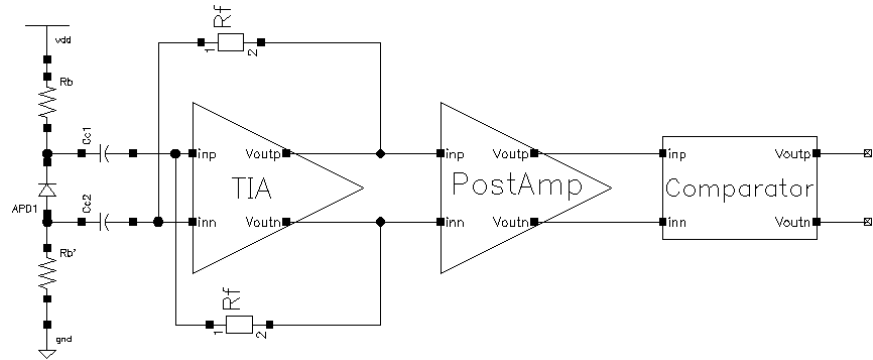 vdd
Rf
1 2
Rb
Cc1
inp Voutp inp Voutp inp Voutp
TIA PostAmp Comparator
APD1
Cc2
inn Voutn inn Voutn inn Voutn
Rb'
Rf
1 2
gnd